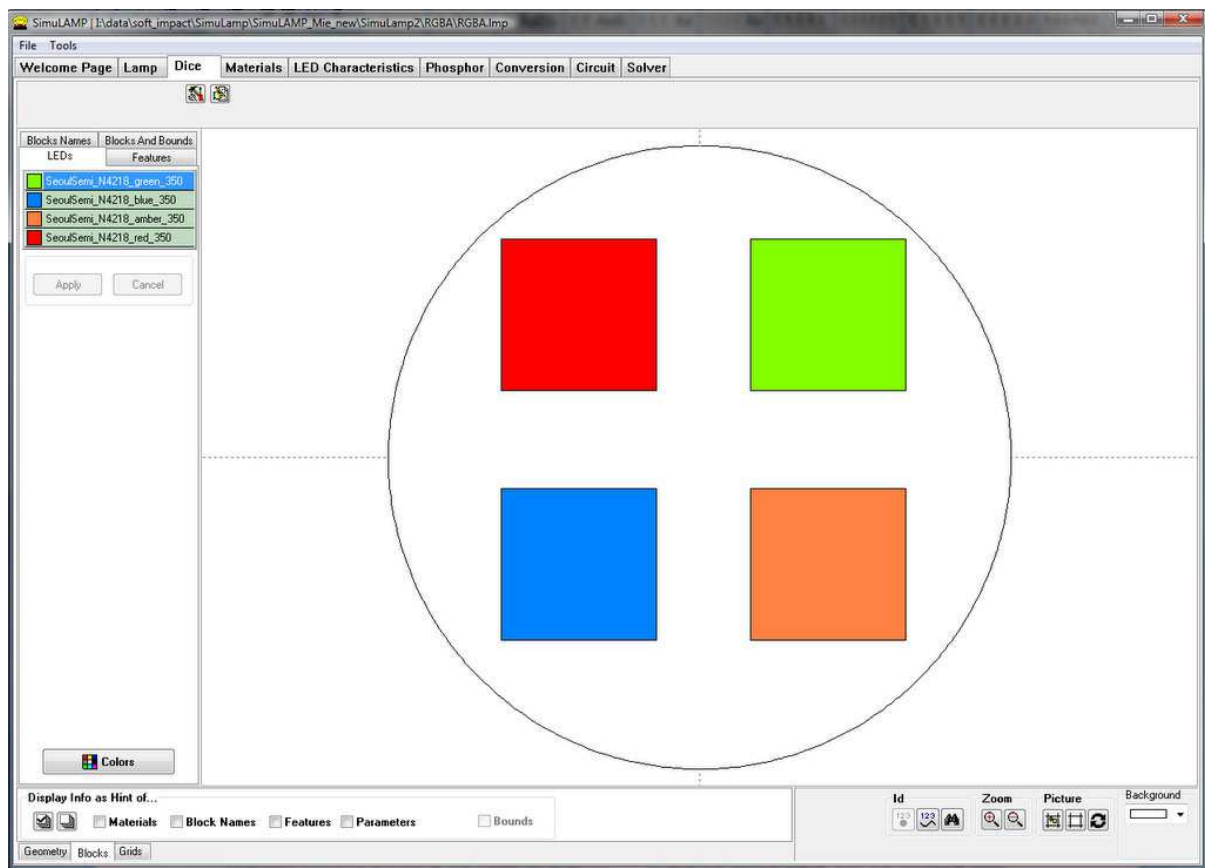 SimuLAMP [ I:\data\soft_impact\SimuLamp\SimuLAMP_Mie_new\SimuLamp2\RGBA\RGBA.lmp
File Tools
Welcome Page Lamp Dice Materials LED Characteristics Phosphor Conversion Circuit Solver
Blocks Names Blocks And Bounds
LEDs Features
SeoulSemi_N4218_green_350
SeoulSemi_N4218_blue_350
SeoulSemi_N4218_amber_350
SeoulSemi_N4218_red_350
Apply Cancel
Colors
Display Info as Hint of...
Materials Block Names Features Parameters Bounds
Id Zoom Picture Background
123 123
Geometry Blocks Grids